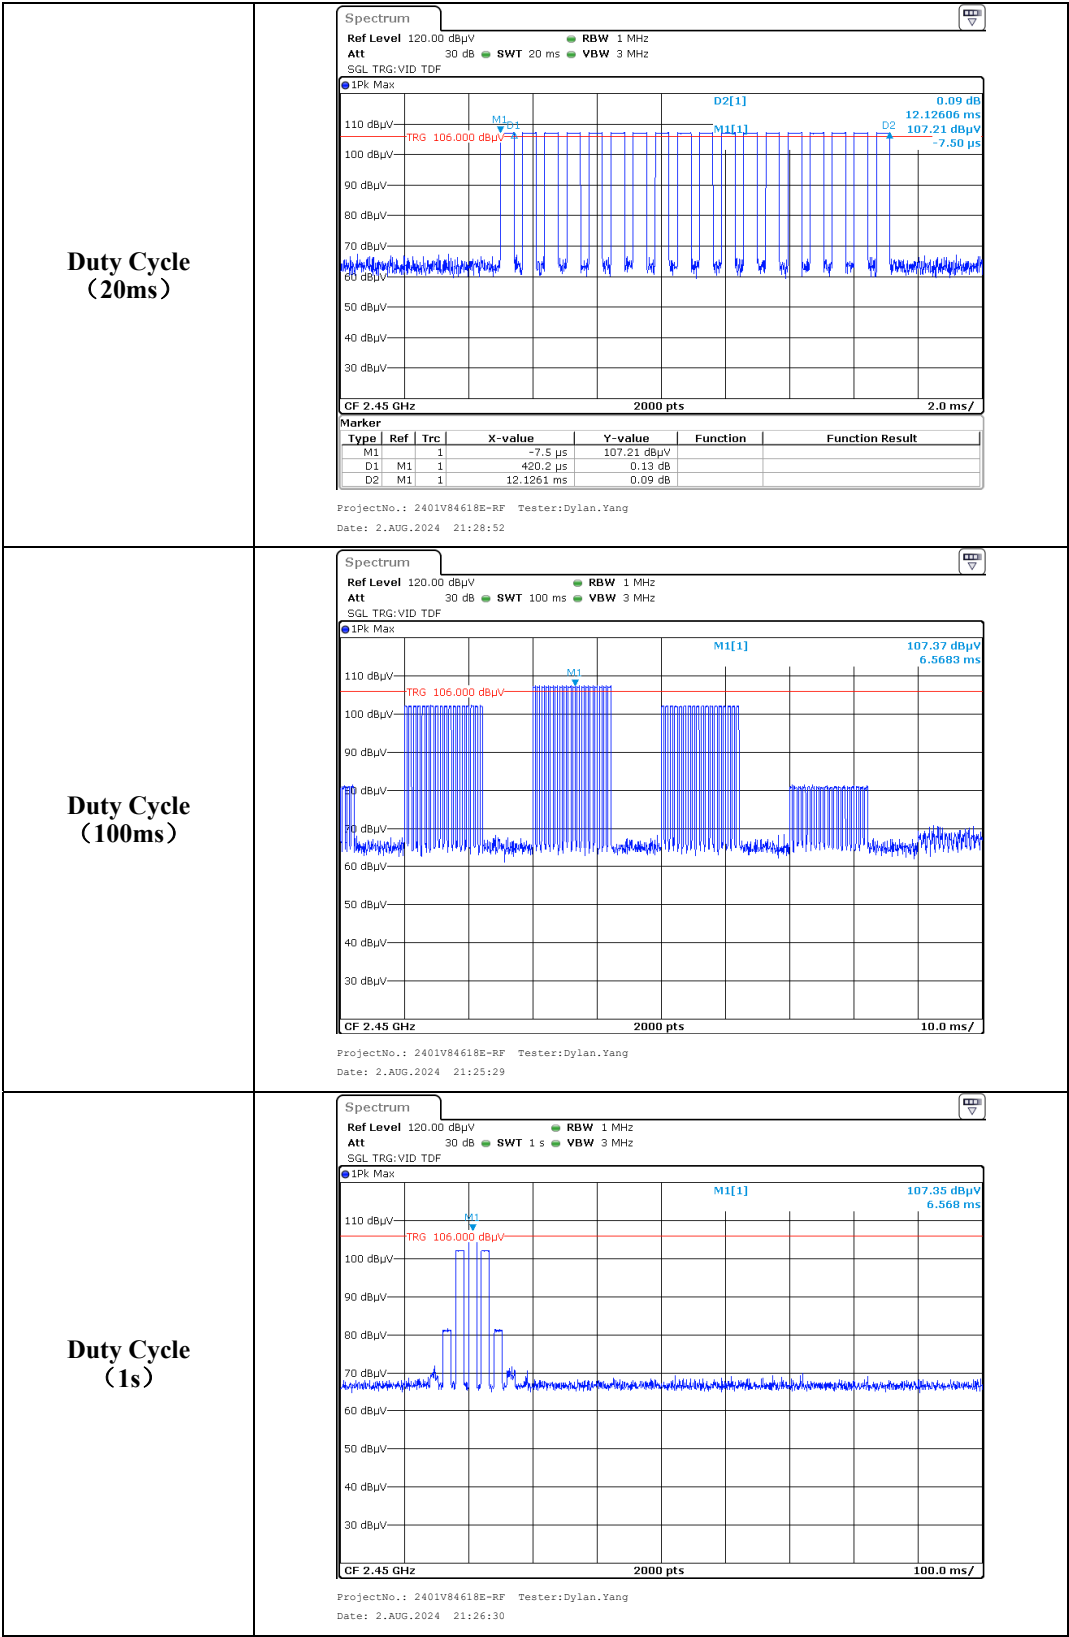 Duty Cycle
（20ms）
Spectrum
Ref Level 120.00 dBµV RBW 1 MHz
Att 30 dB SWT 20 ms VBW 3 MHz
SGL TRG:VID TDF
1Pk Max
D2[1] 0.09 dB
12.12606 ms
M1[1] 107.21 dBµV
-7.50 µs
M1
D1
D2
110 dBµV
TRG 106.000 dBµV
100 dBµV
90 dBµV
80 dBµV
70 dBµV
60 dBµV
50 dBµV
40 dBµV
30 dBµV
CF 2.45 GHz 2000 pts 2.0 ms/
Marker
Type Ref Trc X-value Y-value Function Function Result
M1 1 -7.5 µs 107.21 dBµV
D1 M1 1 420.2 µs 0.13 dB
D2 M1 1 12.1261 ms 0.09 dB
ProjectNo.: 2401V84618E-RF Tester:Dylan.Yang
Date: 2.AUG.2024 21:28:52
Duty Cycle
（100ms）
Spectrum
Ref Level 120.00 dBµV RBW 1 MHz
Att 30 dB SWT 100 ms VBW 3 MHz
SGL TRG:VID TDF
1Pk Max
M1[1] 107.37 dBµV
6.5683 ms
M1
110 dBµV
TRG 106.000 dBµV
100 dBµV
90 dBµV
80 dBµV
70 dBµV
60 dBµV
50 dBµV
40 dBµV
30 dBµV
CF 2.45 GHz 2000 pts 10.0 ms/
ProjectNo.: 2401V84618E-RF Tester:Dylan.Yang
Date: 2.AUG.2024 21:25:29
Duty Cycle
（1s）
Spectrum
Ref Level 120.00 dBµV RBW 1 MHz
Att 30 dB SWT 1 s VBW 3 MHz
SGL TRG:VID TDF
1Pk Max
M1[1] 107.35 dBµV
6.568 ms
M1
110 dBµV
TRG 106.000 dBµV
100 dBµV
90 dBµV
80 dBµV
70 dBµV
60 dBµV
50 dBµV
40 dBµV
30 dBµV
CF 2.45 GHz 2000 pts 100.0 ms/
ProjectNo.: 2401V84618E-RF Tester:Dylan.Yang
Date: 2.AUG.2024 21:26:30